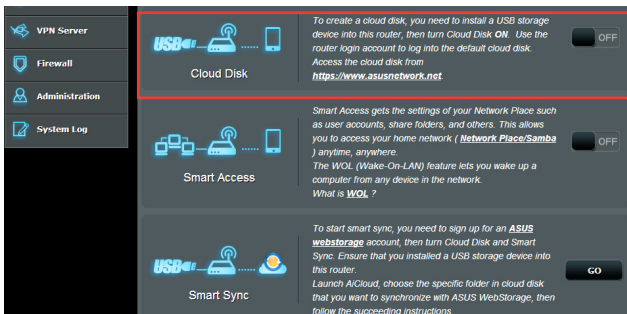 VPN Server
Firewall
Administration
System Log
USB
Cloud Disk
To create a cloud disk, you need to install a USB storage
device into this router, then turn Cloud Disk ON. Use the
router login account to log into the default cloud disk.
Access the cloud disk from
https://www.asusnetwork.net.
OFF
Smart Access
Smart Access gets the settings of your Network Place such
as user accounts, share folders, and others. This allows
you to access your home network ( Network Place/Samba
) anytime, anywhere.
The WOL (Wake-On-LAN) feature lets you wake up a
computer from any device in the network.
What is WOL ?
OFF
USB
Smart Sync
To start smart sync, you need to sign up for an ASUS
webstorage account, then turn Cloud Disk and Smart
Sync. Ensure that you installed a USB storage device into
this router.
Launch AiCloud, choose the specific folder in cloud disk
that you want to synchronize with ASUS WebStorage, then
follow the succeeding instructions.
GO